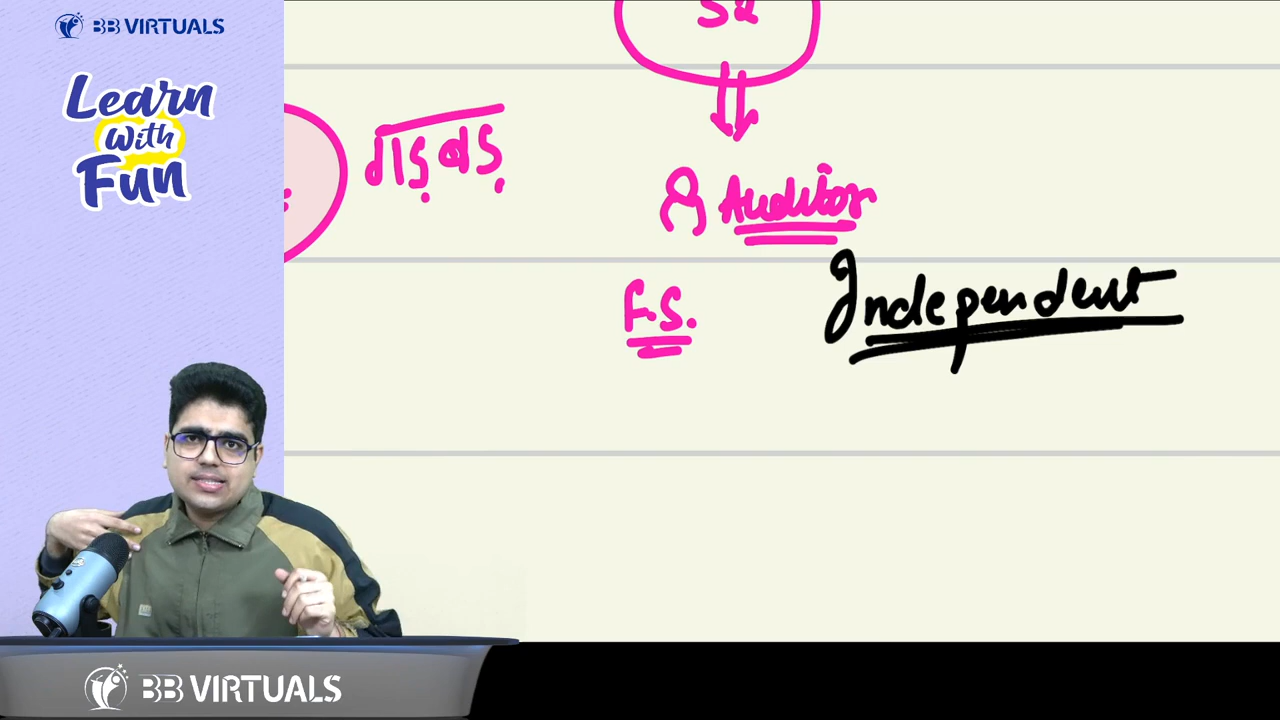 BB VIRTUALS
Learn
With
Fun
Auditor
F.S.
Independent
BB VIRTUALS